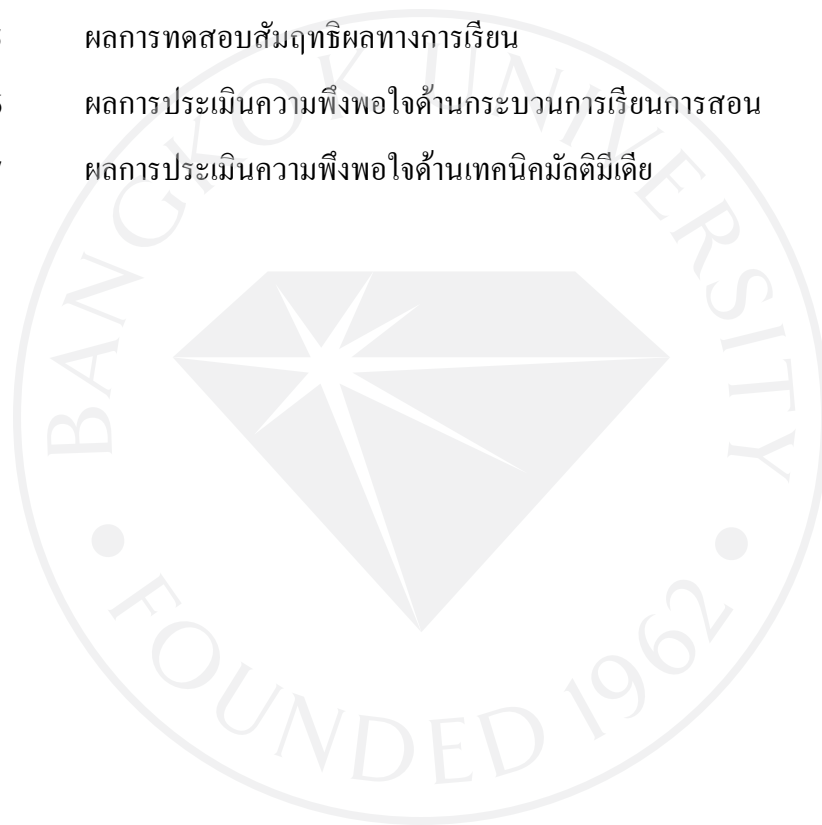 ผลการทดสอบสัมฤทธิผลทางการเรียน
ผลการประเมินความพึงพอใจด้านกระบวนการเรียนการสอน
ผลการประเมินความพึงพอใจด้านเทคนิคมัลติมีเดีย
BANGKOK UNIVERSITY
FOUNDED 1962